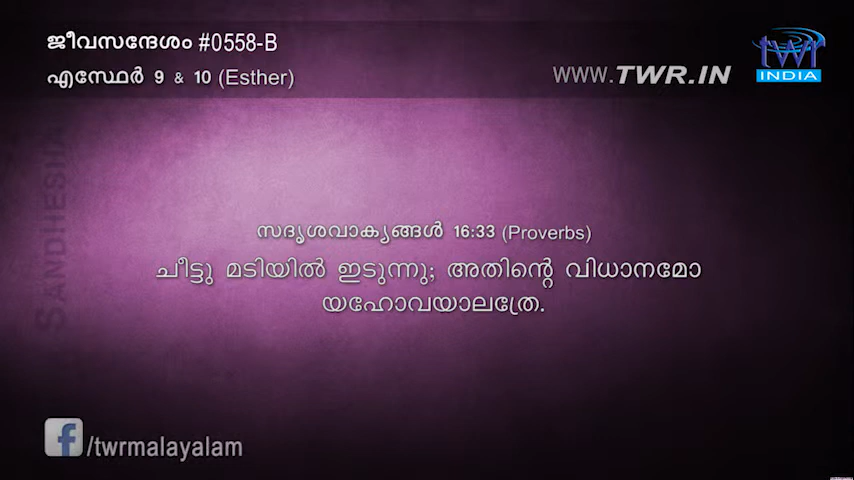 ജീവസന്ദേശം #0558-B
എസ്ഥേർ 9 & 10 (Esther)
www.TWR.IN
twr
INDIA
SANDHESHA
സദൃശവാക്യങ്ങൾ 16:33 (Proverbs)
ചീട്ടു മടിയിൽ ഇടുന്നു; അതിന്റെ വിധാനമോ
യഹോവയാലത്രേ.
f/twrmalayalam